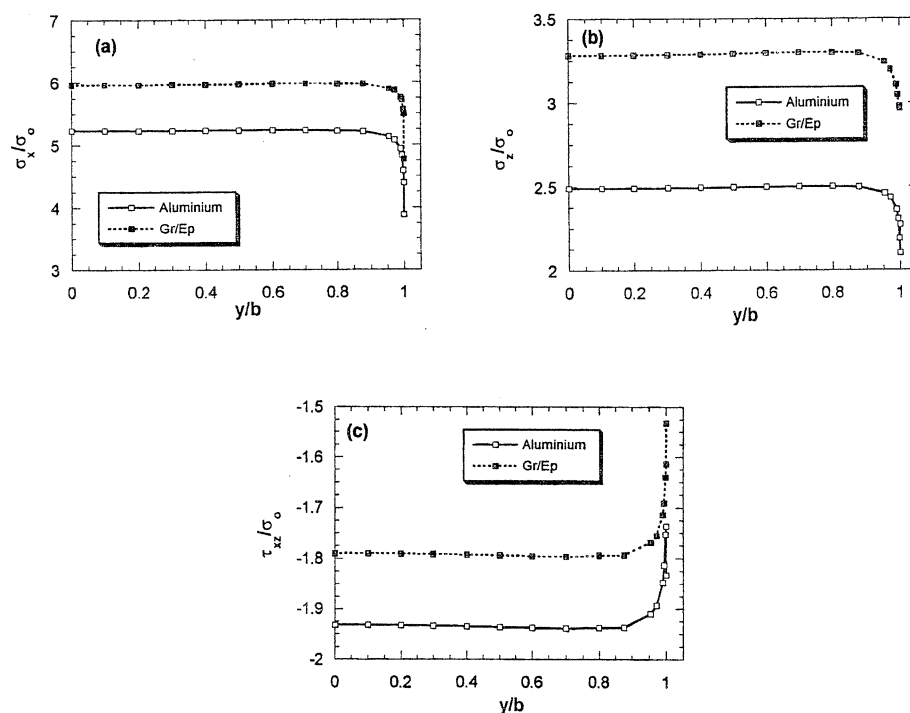 (a)
σx/σo
7
6
5
4
3
Aluminium
Gr/Ep
0 0.2 0.4 0.6 0.8 1
y/b
(b)
σz/σo
3.5
3
2.5
2
Aluminium
Gr/Ep
0 0.2 0.4 0.6 0.8 1
y/b
(c)
τxz/σo
-1.5
-1.6
-1.7
-1.8
-1.9
-2
Aluminium
Gr/Ep
0 0.2 0.4 0.6 0.8 1
y/b